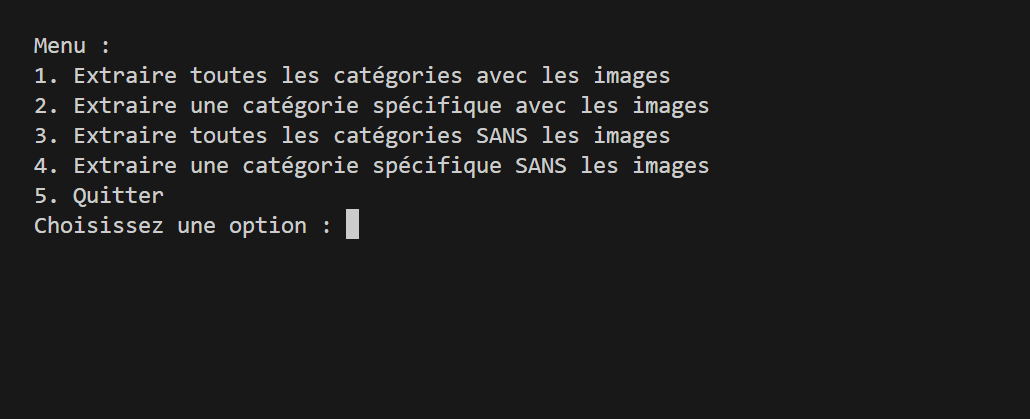 Menu :
1. Extraire toutes les catégories avec les images
2. Extraire une catégorie spécifique avec les images
3. Extraire toutes les catégories SANS les images
4. Extraire une catégorie spécifique SANS les images
5. Quitter
Choisissez une option :